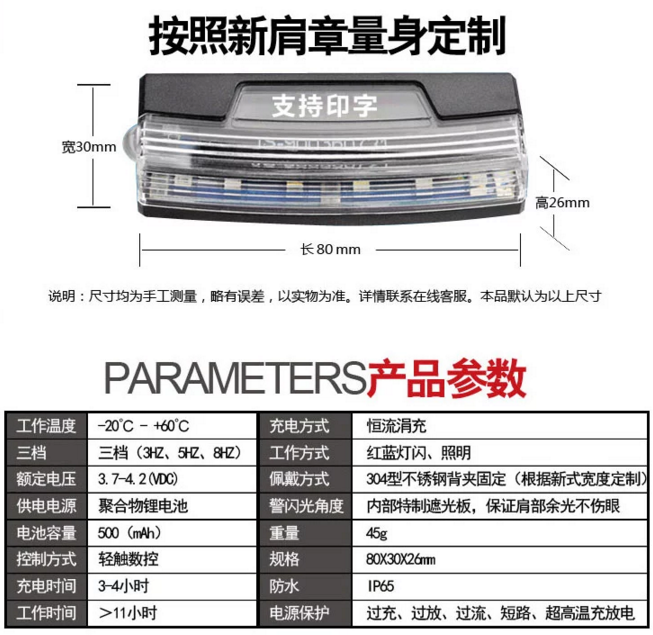 按照新肩章量身定制
支持印字
宽30mm
高26mm
长80mm
说明：尺寸均为手工测量，略有误差，以实物为准。详情联系在线客服。本品默认为以上尺寸
PARAMETERS产品参数
工作温度 -20℃ - +60℃ 充电方式 恒流涓充
三档 三档（3HZ、5HZ、8HZ） 工作方式 红蓝灯闪、照明
额定电压 3.7-4.2(VDC) 佩戴方式 304型不锈钢背夹固定（根据新式宽度定制）
供电电源 聚合物锂电池 警闪光角度 内部特制遮光板，保证肩部余光不伤眼
电池容量 500（mAh） 重量 45g
控制方式 轻触数控 规格 80X30X26mm
充电时间 3-4小时 防水 IP65
工作时间 ＞11小时 电源保护 过充、过放、过流、短路、超高温充放电